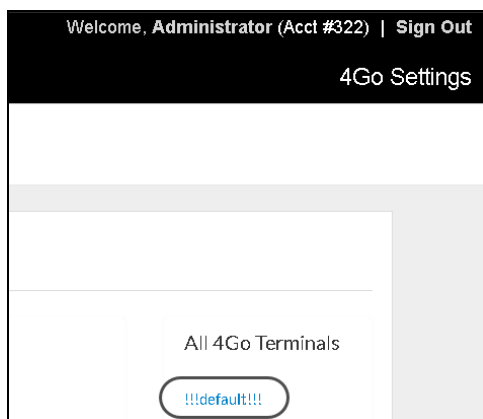 Welcome, Administrator (Acct #322) | Sign Out
4Go Settings
All 4Go Terminals
!!!default!!!